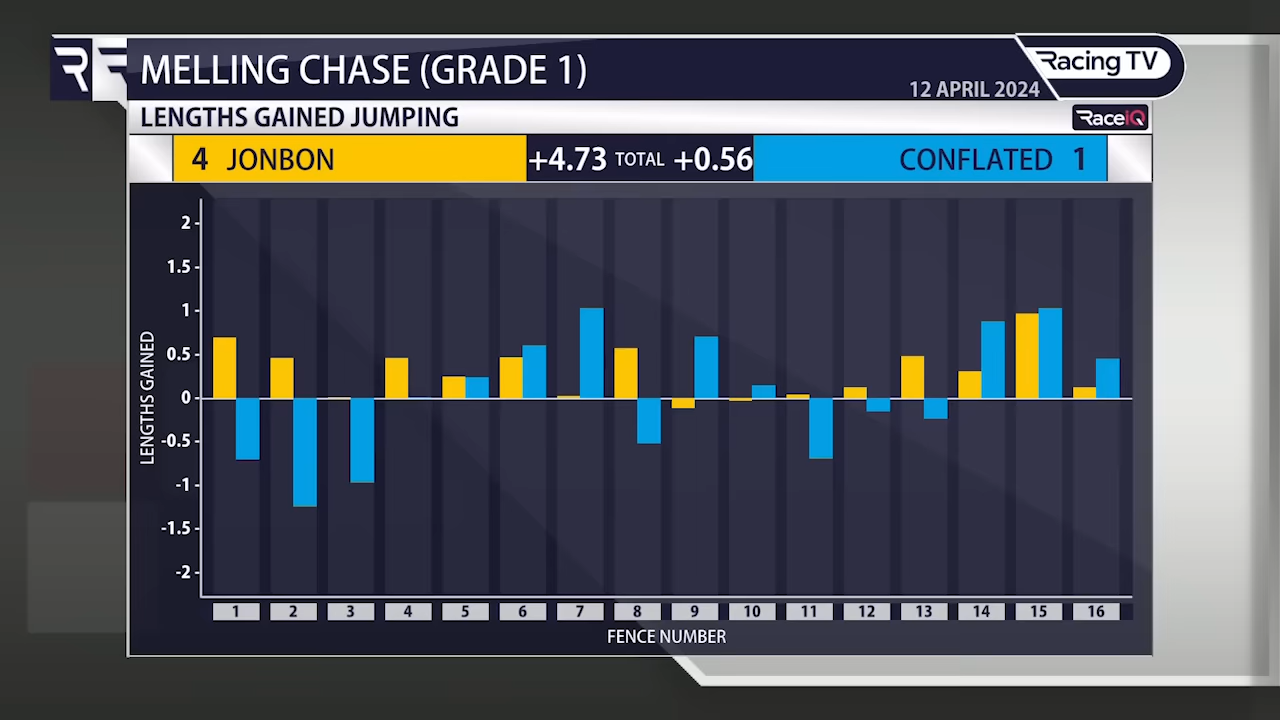 MELLING CHASE (GRADE 1)
Racing TV
12 APRIL 2024
LENGTHS GAINED JUMPING
RaceIQ
4 JONBON +4.73 TOTAL +0.56 CONFLATED 1
LENGTHS GAINED
2
1.5
1
0.5
0
-0.5
-1
-1.5
-2
1 2 3 4 5 6 7 8 9 10 11 12 13 14 15 16
FENCE NUMBER